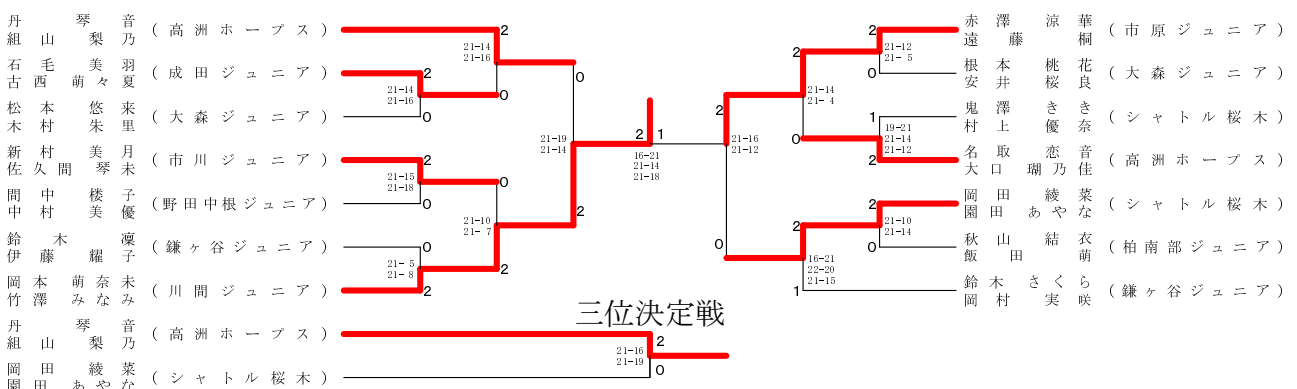 丹琴音
組山梨乃
(高洲ホープス)
石毛美羽
古西萌々夏
(成田ジュニア)
松本悠来
木村朱里
(大森ジュニア)
新村美月
佐久間琴未
(市川ジュニア)
間中楼子
中村美優
(野田中根ジュニア)
鈴木凜
伊藤耀子
(鎌ヶ谷ジュニア)
岡本萌奈未
竹澤みなみ
(川間ジュニア)
2
21-14
21-16
0
2
21-14
21-16
0
2
21-15
21-18
0
0
21-10
21- 7
2
0
21- 5
21- 8
2
0
21-19
21-14
2
2 1
16-21
21-14
21-18
赤澤涼華
遠藤桐
(市原ジュニア)
根本桃花
安井桜良
(大森ジュニア)
鬼澤きき
村上優奈
(シャトル桜木)
名取恋音
大口瑚乃佳
(高洲ホープス)
岡田綾菜
園田あやな
(シャトル桜木)
秋山結衣
飯田萌
(柏南部ジュニア)
鈴木さくら
岡村実咲
(鎌ヶ谷ジュニア)
2
21-12
21- 5
0
2
21-14
21- 4
0
1
19-21
21-14
21-12
2
2
21-16
21-12
0
2
21-10
21-14
0
2
16-21
22-20
21-15
1
三位決定戦
丹琴音
組山梨乃
(高洲ホープス)
岡田綾菜
園田あやな
(シャトル桜木)
2
21-16
21-19
0